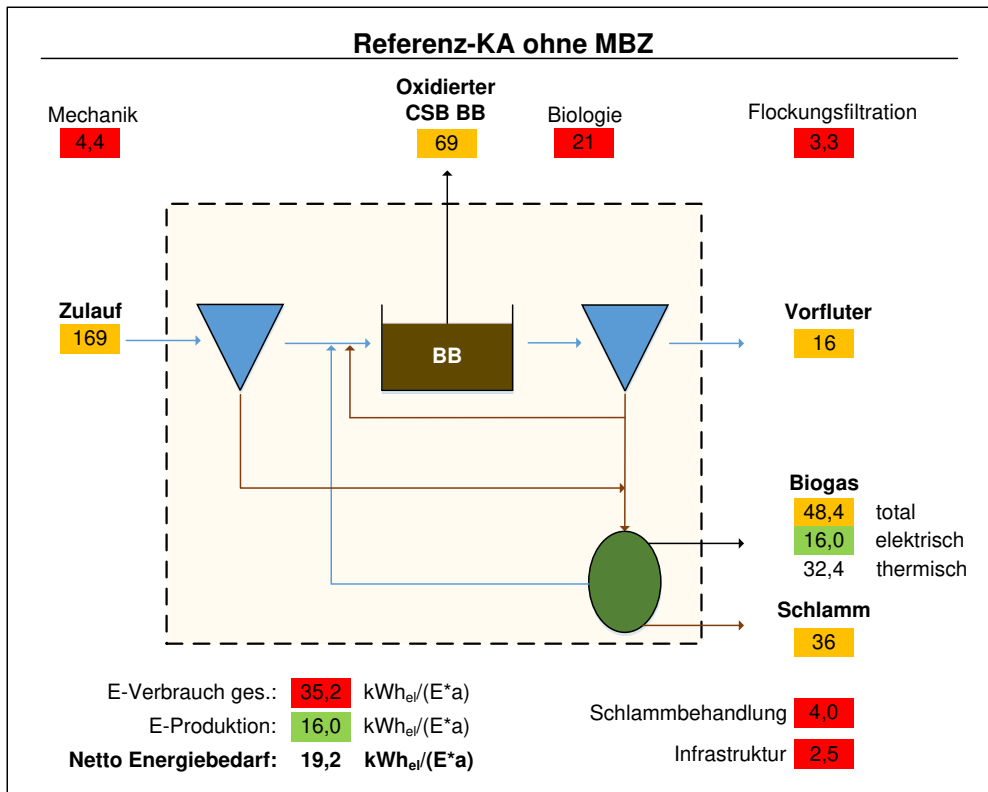 Referenz-KA ohne MBZ
Mechanik
4,4
Oxidierter
CSB BB
69
Biologie
21
Flockungsfiltration
3,3
Zulauf
169
BB
Vorfluter
16
Biogas
48,4 total
16,0 elektrisch
32,4 thermisch
Schlamm
36
E-Verbrauch ges.: 35,2 kWhel/(E*a)
E-Produktion: 16,0 kWhel/(E*a)
Netto Energiebedarf: 19,2 kWhel/(E*a)
Schlammbehandlung 4,0
Infrastruktur 2,5